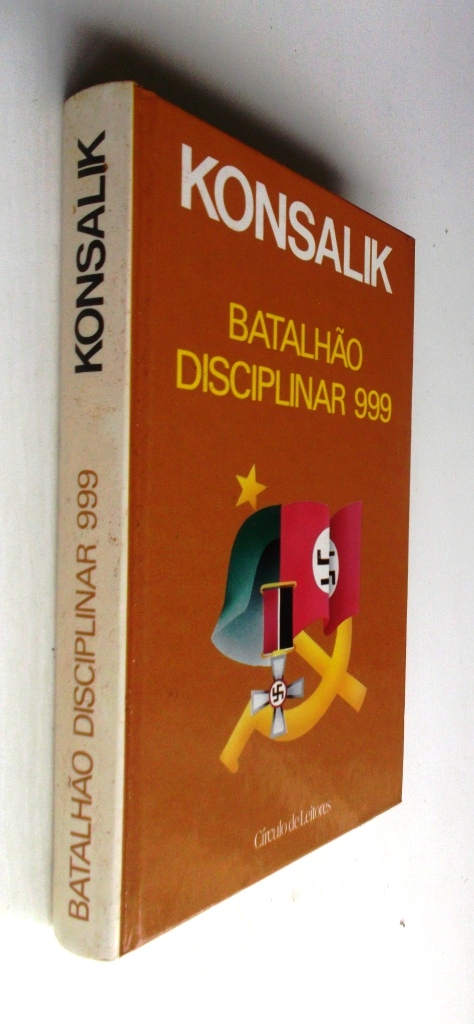 KONSALIK
BATALHÃO
DISCIPLINAR 999
Círculo de Leitores
BATALHÃO DISCIPLINAR 999 KONSALIK